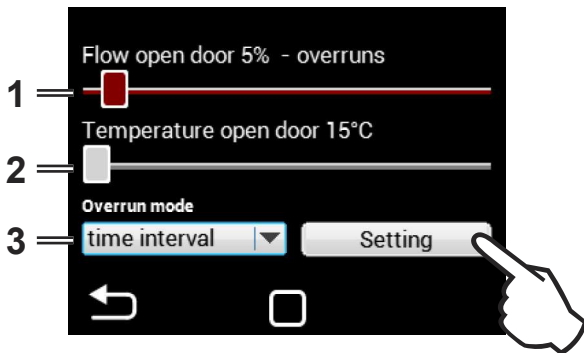 Flow open door 5% - overruns
1
Temperature open door 15°C
2
Overrun mode
3 time interval Setting